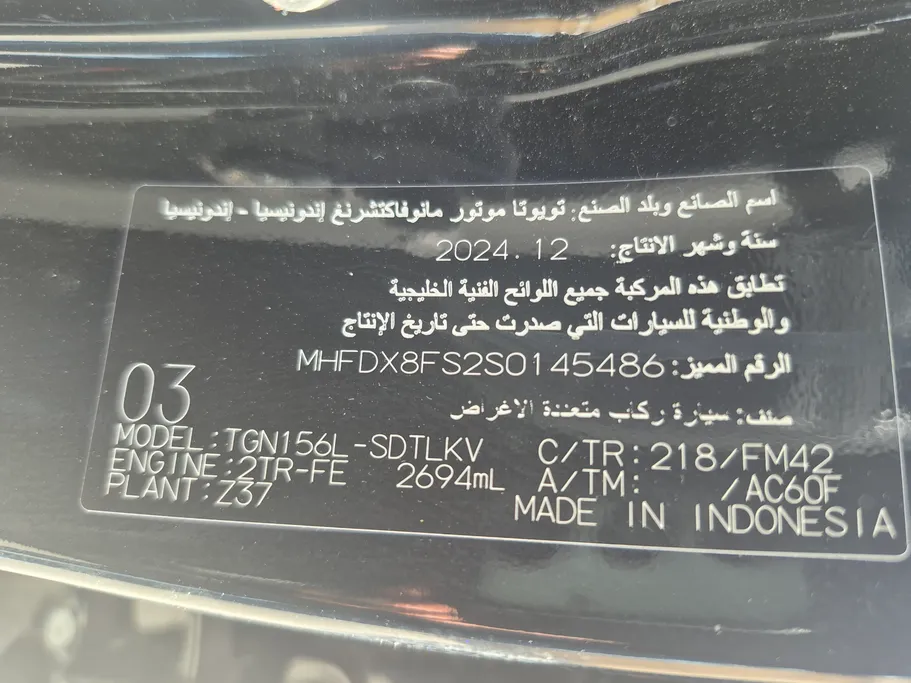 اسم الصانع وبلد الصنع: تويوتا موتور مانوفاكتشرنغ إندونيسيا - إندونيسيا
سنة وشهر الانتاج: 2024.12
تطابق هذه المركبة جميع اللوائح الفنية الخليجية
والوطنية للسيارات التي صدرت حتى تاريخ الإنتاج
الرقم المميز: MHFDX8FS2S0145486
صنف: سيارة ركاب متعددة الاغراض
03
MODEL:TGN156L-SDTLKV C/TR:218/FM42
ENGINE:2TR-FE 2694mL A/TM: /AC60F
PLANT:Z37 MADE IN INDONESIA